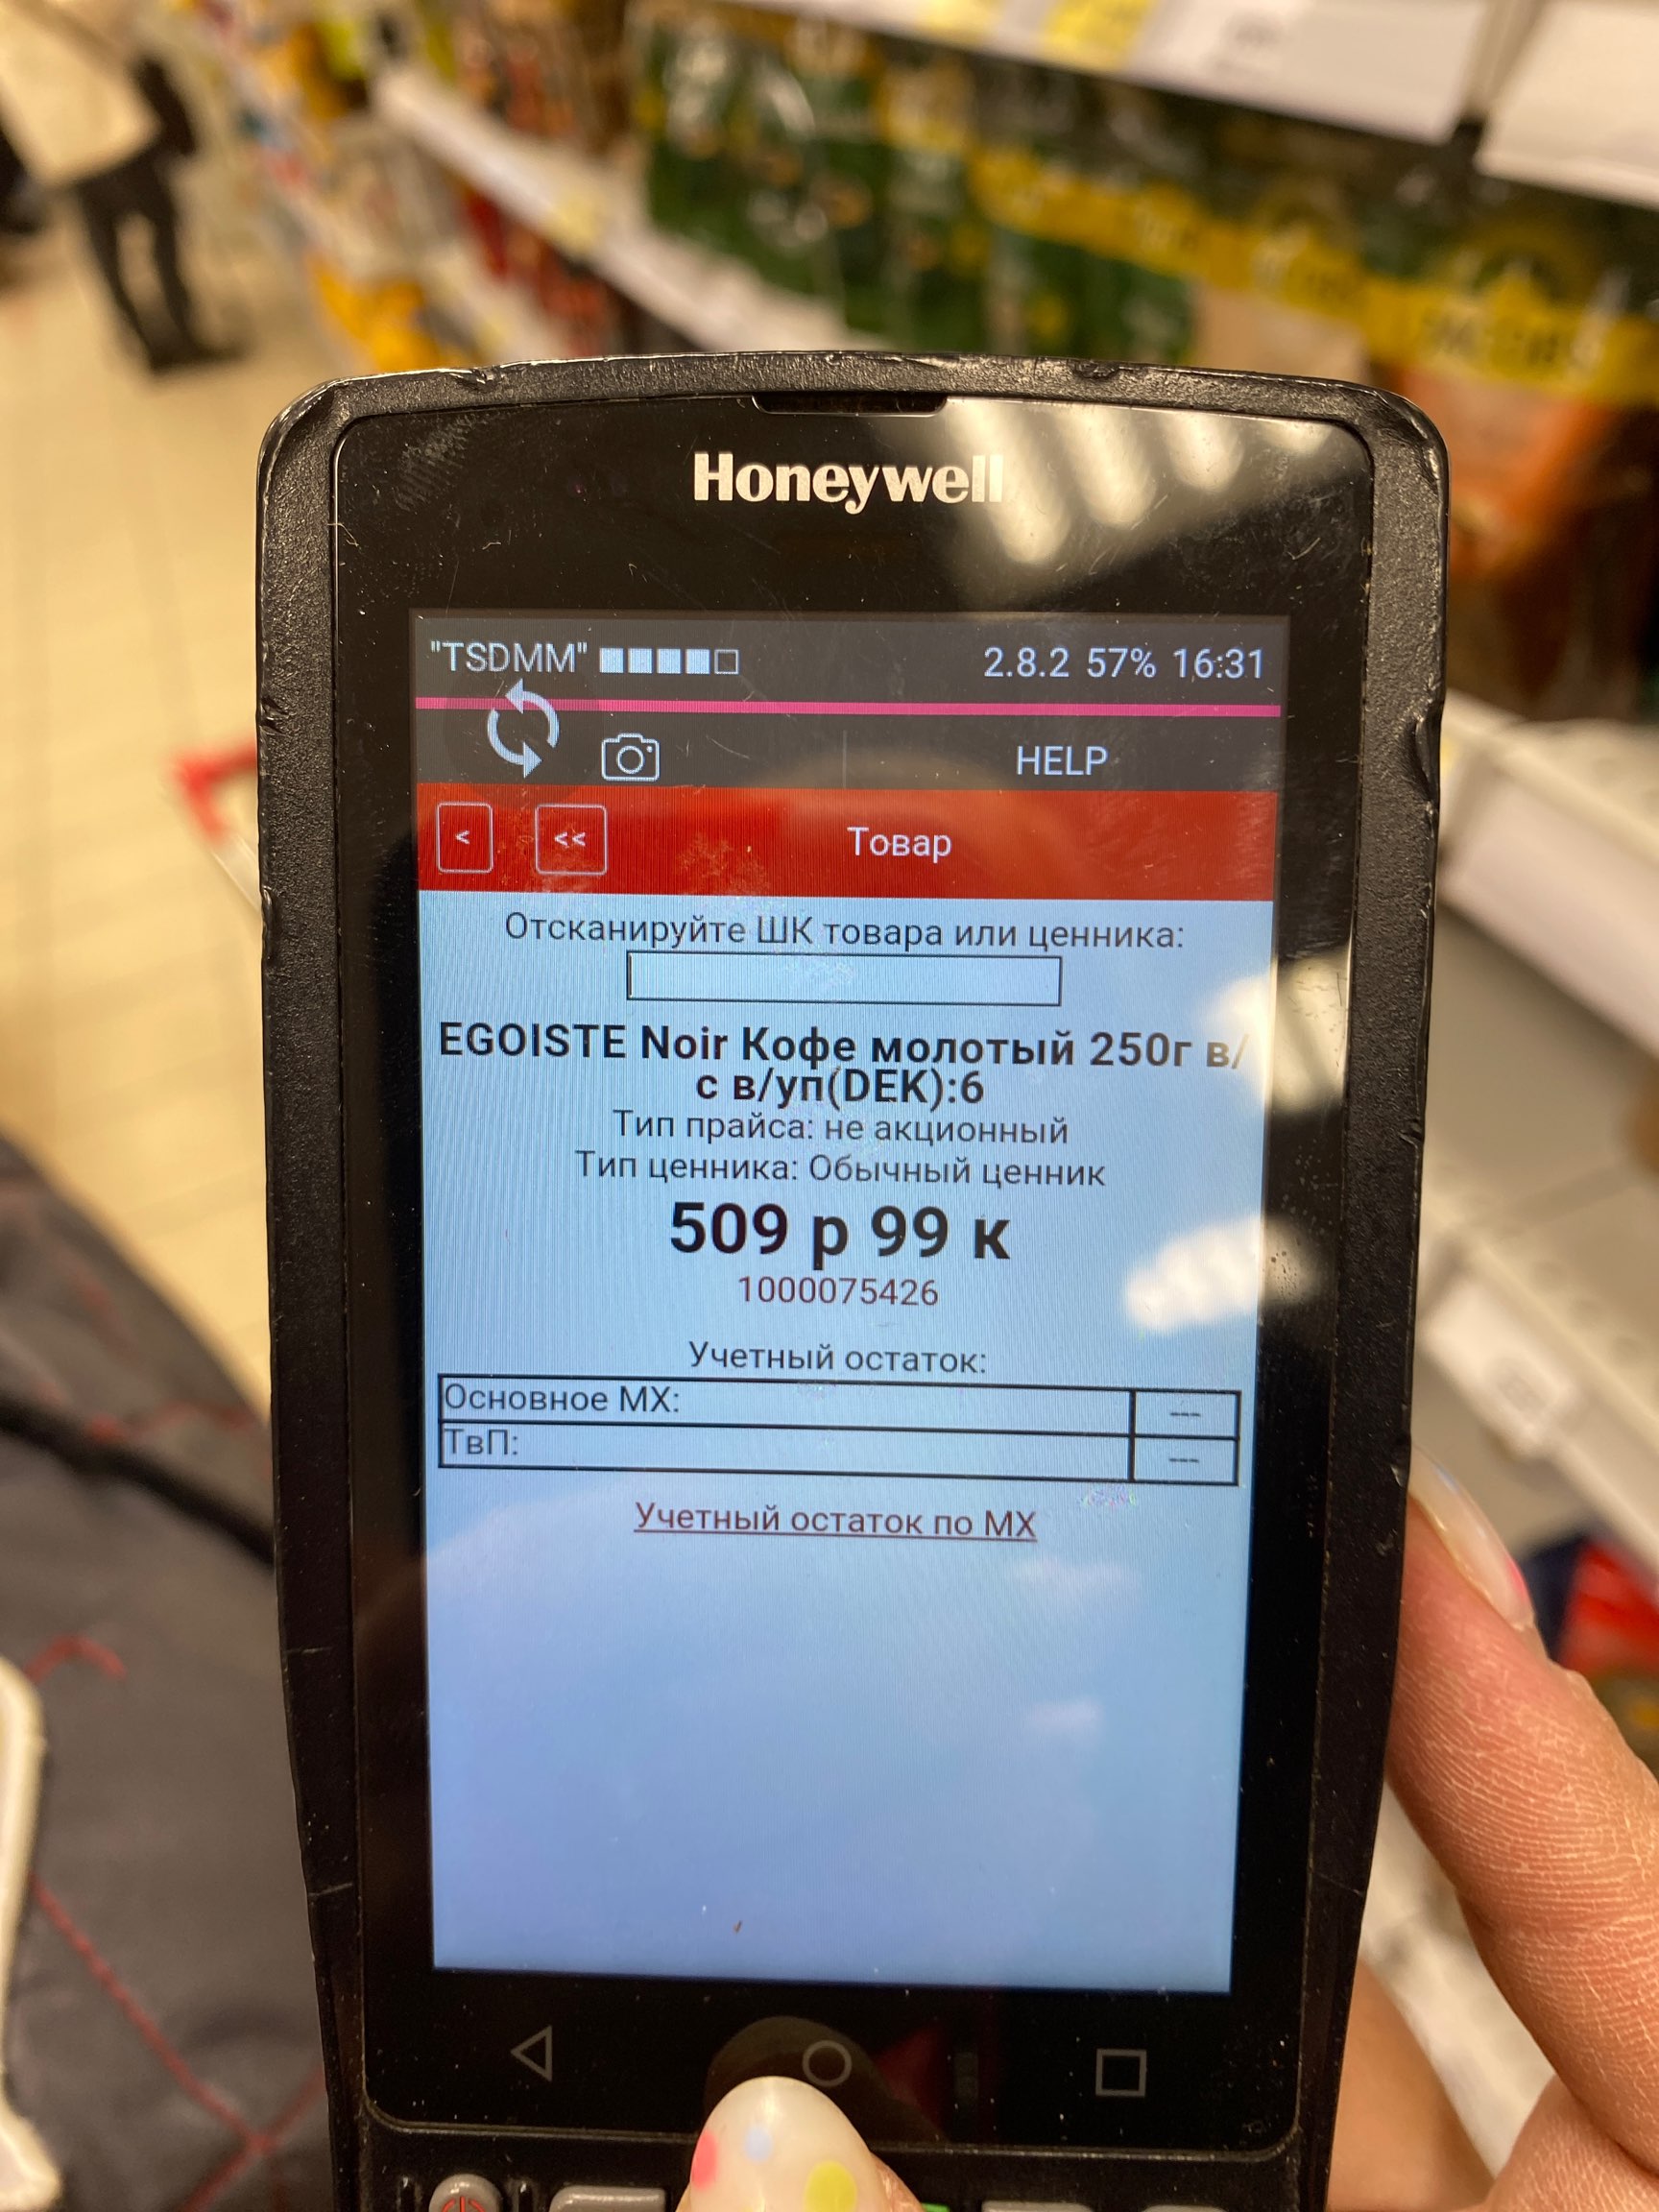 Honeywell
"TSDMM" 2.8.2 57% 16:31
HELP
< << Товар
Отсканируйте ШК товара или ценника:
EGOISTE Noir Кофе молотый 250г в/
с в/уп(DEK):6
Тип прайса: не акционный
Тип ценника: Обычный ценник
509 р 99 к
1000075426
Учетный остаток:
Основное МХ: ---
ТвП: ---
Учетный остаток по МХ